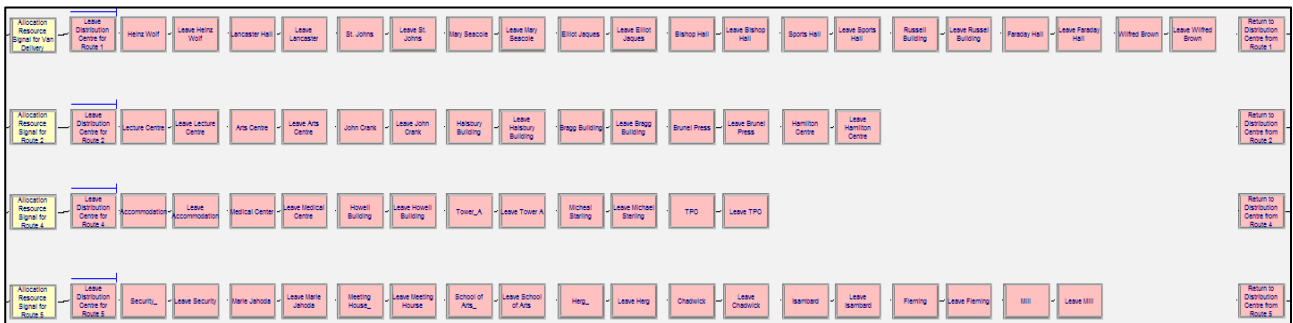 Allocation Resource Signal for Van Delivery
Leave Distribution Centre for Route 1
Heinz Wolf
Leave Heinz Wolf
Lancaster Hall
Leave Lancaster
St. Johns
Leave St. Johns
Mary Seacole
Leave Mary Seacole
Elliot Jaques
Leave Elliot Jaques
Bishop Hall
Leave Bishop Hall
Sports Hall
Leave Sports Hall
Russell Building
Leave Russel Building
Faraday Hall
Leave Faraday Hall
Wilfred Brown
Leave Wilfred Brown
Return to Distribution Centre from Route 1
Allocation Resource Signal for Route 2
Leave Distribution Centre for Route 2
Lecture Centre
Leave Lecture Centre
Arts Centre
Leave Arts Centre
John Crank
Leave John Crank
Halsbury Building
Leave Halsbury Building
Bragg Building
Leave Bragg Building
Brunel Press
Leave Brunel Press
Hamilton Centre
Leave Hamilton Centre
Return to Distribution Centre from Route 2
Allocation Resource Signal for Route 4
Leave Distribution Centre for Route 4
Accommodation
Leave Accommodation
Medical Center
Leave Medical Centre
Howell Building
Leave Howell Building
Tower_A
Leave Tower A
Micheal Starling
Leave Michael Sterling
TPO
Leave TPO
Return to Distribution Centre from Route 4
Allocation Resource Signal for Route 5
Leave Distribution Centre for Route 5
Security_
Leave Security
Marie Jahoda
Leave Marie Jahoda
Meeting House_
Leave Meeting Hourse
School of Arts_
Leave School of Arts
Herg_
Leave Herg
Chadwick
Leave Chadwick
Isambard
Leave Isambard
Fleming
Leave Fleming
Mill
Leave Mill
Return to Distribution Centre from Route 5